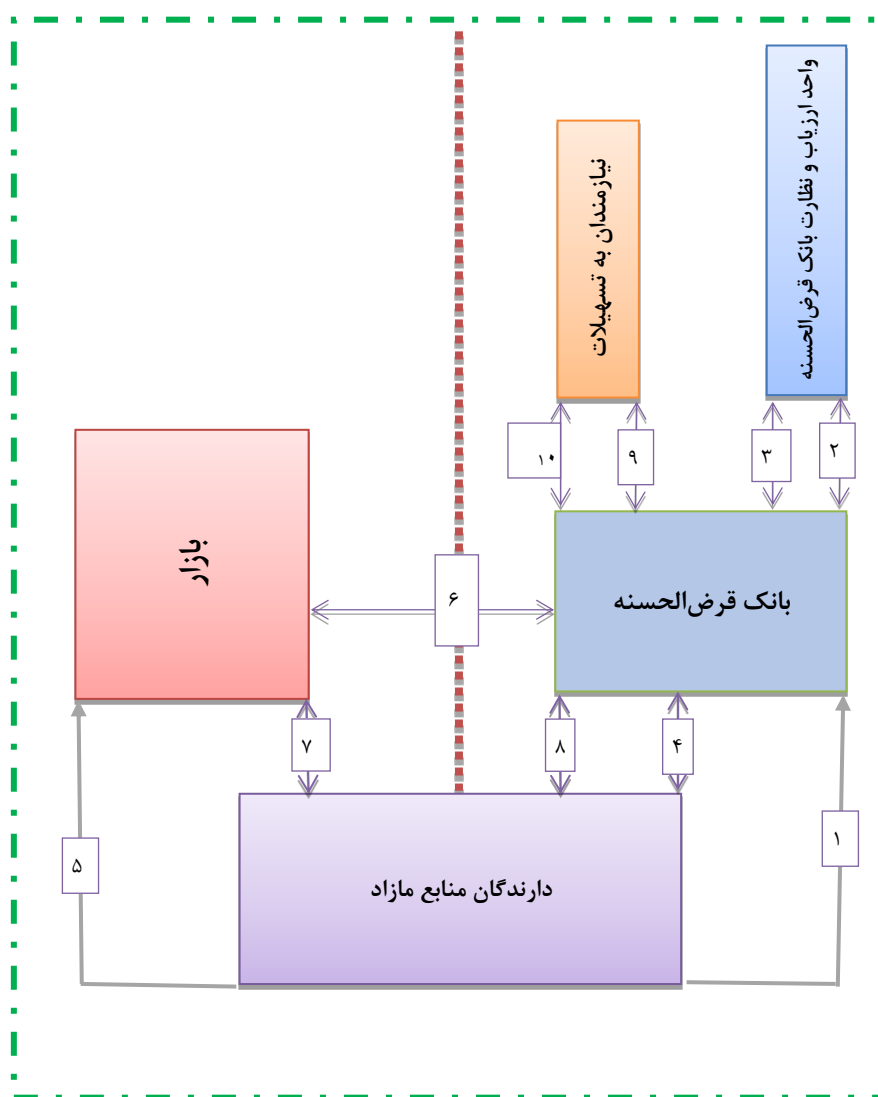 واحد ارزیاب و نظارت بانک قرض‌الحسنه
نیازمندان به تسهیلات
۲
۳
۹
۱۰
بازار
بانک قرض‌الحسنه
۶
۴
۸
۷
۱
۵
دارندگان منابع مازاد